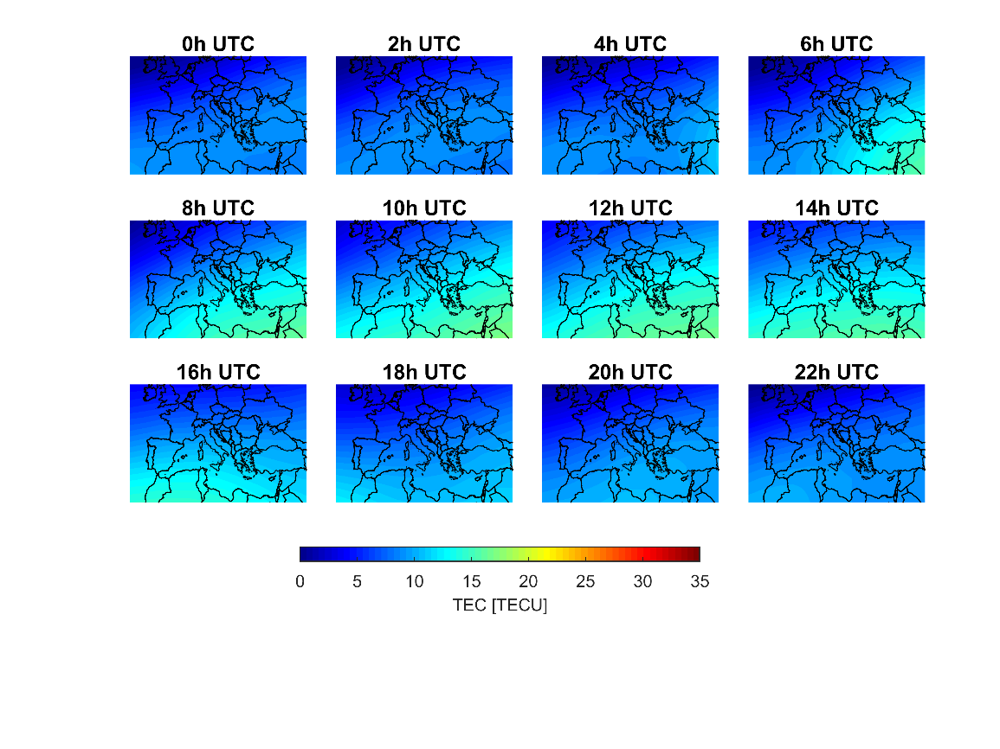 0h UTC 2h UTC 4h UTC 6h UTC
8h UTC 10h UTC 12h UTC 14h UTC
16h UTC 18h UTC 20h UTC 22h UTC
0 5 10 15 20 25 30 35
TEC [TECU]